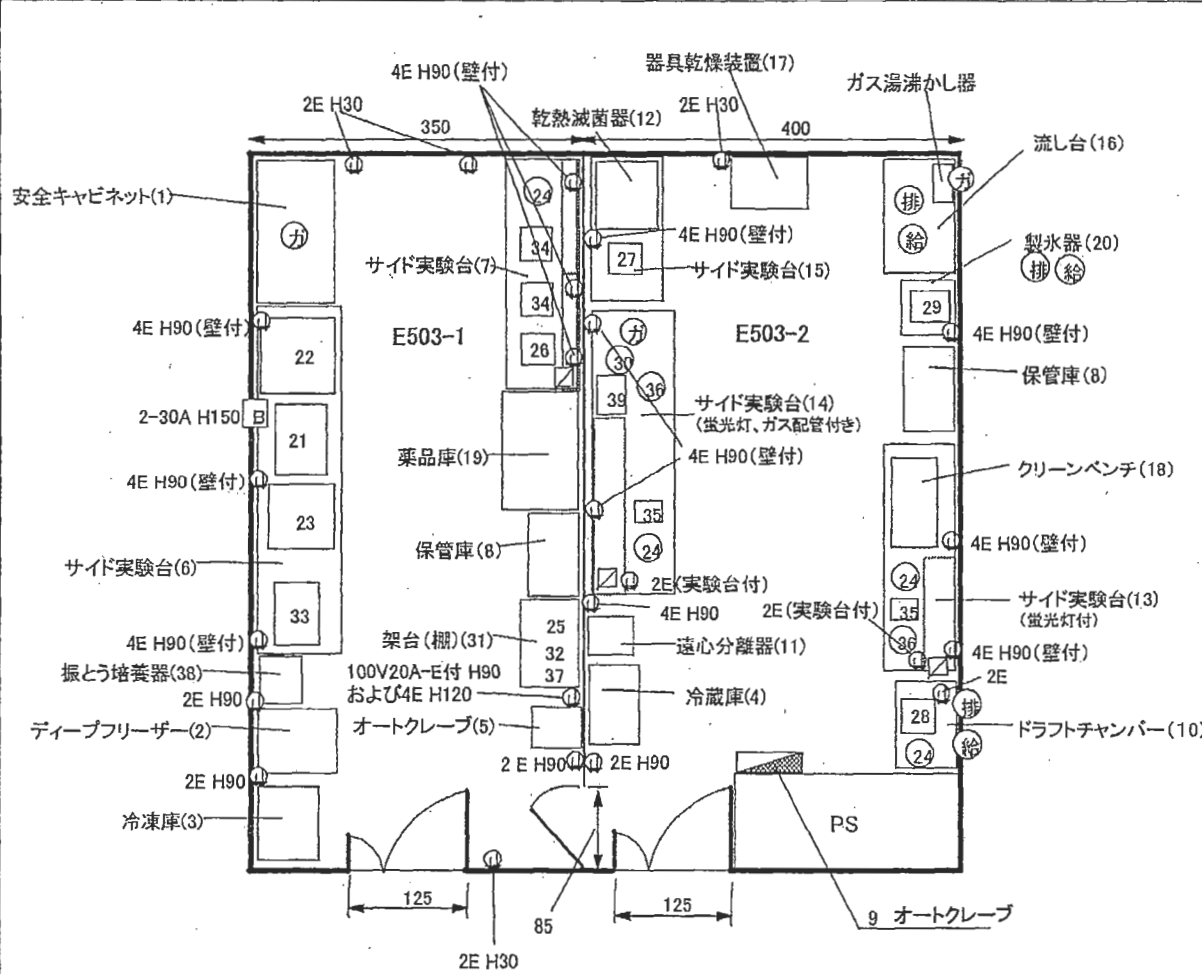 4E H90(壁付)
器具乾燥装置(17)
2E H30
2E H30
ガス湯沸かし器
乾熱滅菌器(12)
350
400
流し台(16)
安全キャビネット(1)
ガ
24
34
サイド実験台(7)
34
26
4E H90(壁付)
27
サイド実験台(15)
ガ
排
給
製氷器(20)
排
給
29
4E H90(壁付)
E503-1
E503-2
4E H90(壁付)
22
ガ
30
36
39
保管庫(8)
2-30A H150
B
21
サイド実験台(14)
(蛍光灯、ガス配管付き)
薬品庫(19)
4E H90(壁付)
クリーンベンチ(18)
4E H90(壁付)
23
35
24
4E H90(壁付)
保管庫(8)
サイド実験台(6)
2E(実験台付)
24
33
4E H90
2E(実験台付)
35
サイド実験台(13)
(蛍光灯付)
36
4E H90(壁付)
架台(棚)(31)
25
32
37
遠心分離器(11)
4E H90(壁付)
振とう培養器(38)
100V20A-E付 H90
および4E H120
冷蔵庫(4)
2E
2E H90
オートクレーブ(5)
排
28
ドラフトチャンバー(10)
ディープフリーザー(2)
24
給
2E H90
2 E H90
2E H90
冷凍庫(3)
PS
125
85
125
9 オートクレーブ
2E H30